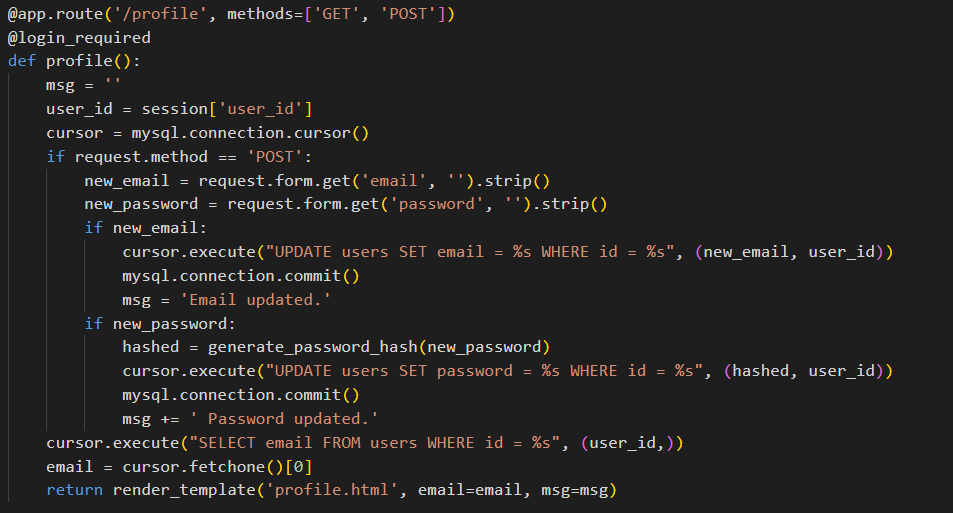 @app.route('/profile', methods=['GET', 'POST'])
@login_required
def profile():
    msg = ''
    user_id = session['user_id']
    cursor = mysql.connection.cursor()
    if request.method == 'POST':
        new_email = request.form.get('email', '').strip()
        new_password = request.form.get('password', '').strip()
        if new_email:
            cursor.execute("UPDATE users SET email = %s WHERE id = %s", (new_email, user_id))
            mysql.connection.commit()
            msg = 'Email updated.'
        if new_password:
            hashed = generate_password_hash(new_password)
            cursor.execute("UPDATE users SET password = %s WHERE id = %s", (hashed, user_id))
            mysql.connection.commit()
            msg += ' Password updated.'
    cursor.execute("SELECT email FROM users WHERE id = %s", (user_id,))
    email = cursor.fetchone()[0]
    return render_template('profile.html', email=email, msg=msg)